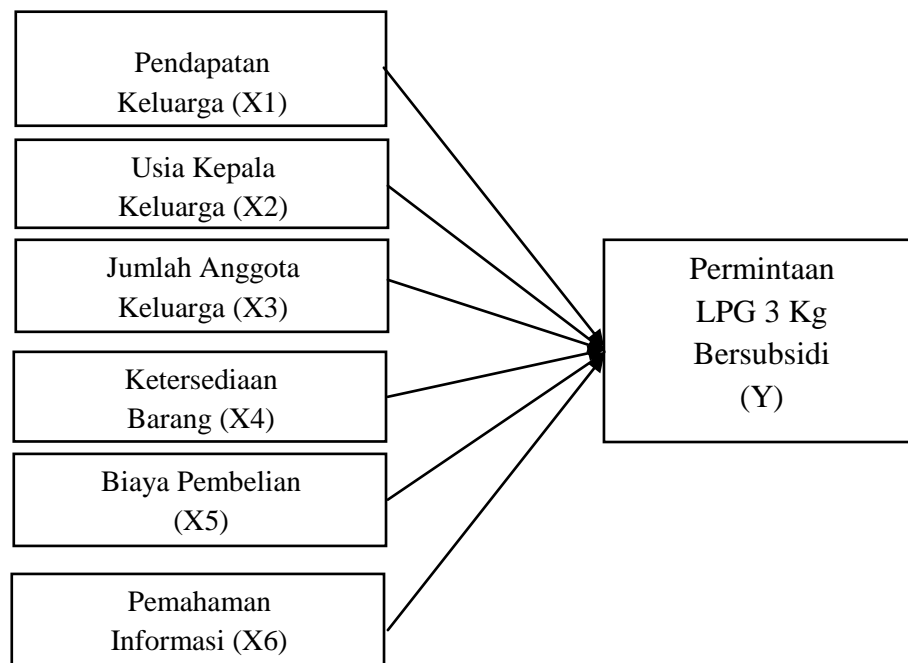 Pendapatan
Keluarga (X1)
Usia Kepala
Keluarga (X2)
Jumlah Anggota
Keluarga (X3)
Ketersediaan
Barang (X4)
Biaya Pembelian
(X5)
Pemahaman
Informasi (X6)
Permintaan
LPG 3 Kg
Bersubsidi
(Y)